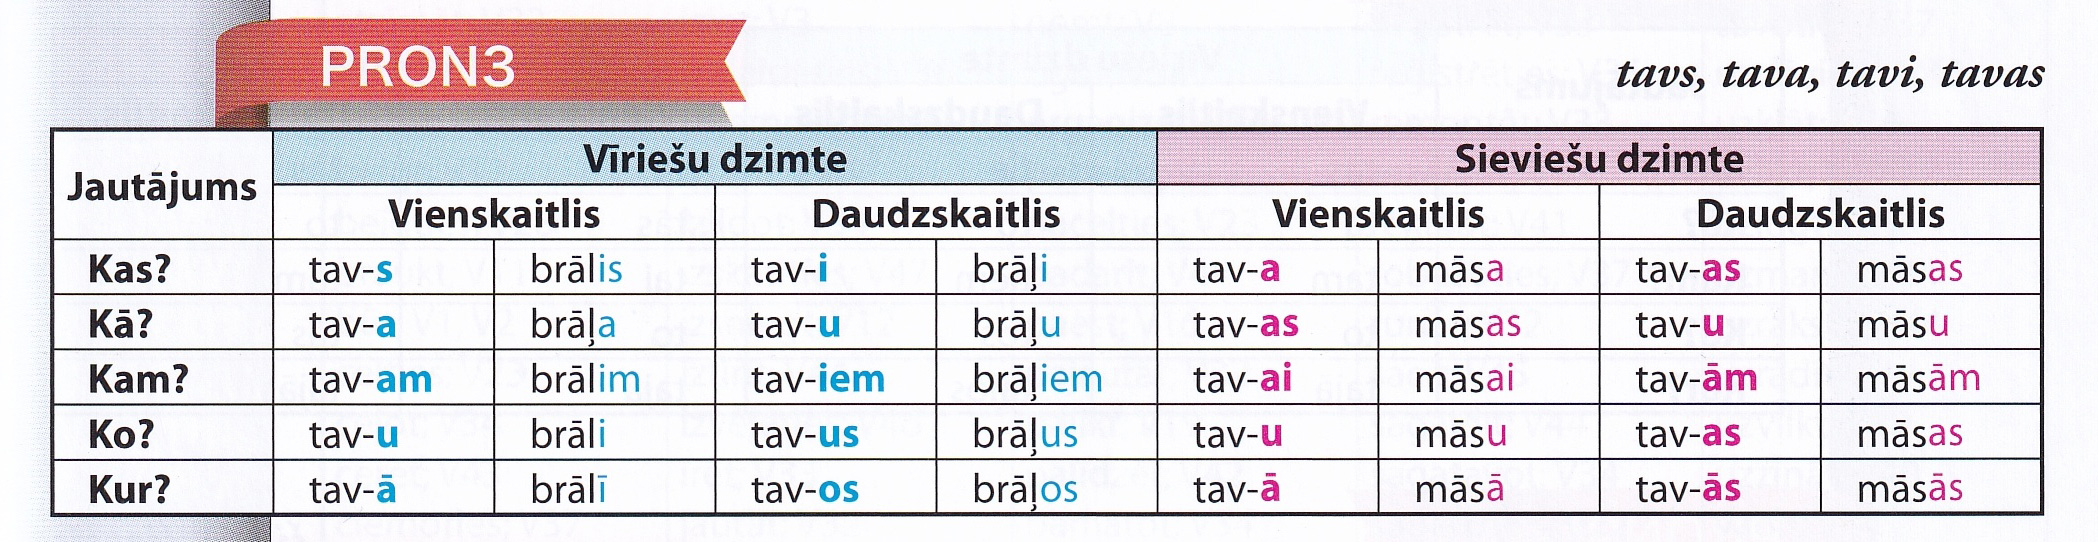 PRON3
tavs, tava, tavi, tavas
Jautājums Vīriešu dzimte Sieviešu dzimte
Vienskaitlis Daudzskaitlis Vienskaitlis Daudzskaitlis
Kas? tav-s brālis tav-i brāļi tav-a māsa tav-as māsas
Kā? tav-a brāļa tav-u brāļu tav-as māsas tav-u māsu
Kam? tav-am brālim tav-iem brāļiem tav-ai māsai tav-ām māsām
Ko? tav-u brāli tav-us brāļus tav-u māsu tav-as māsas
Kur? tav-ā brālī tav-os brāļos tav-ā māsā tav-ās māsās